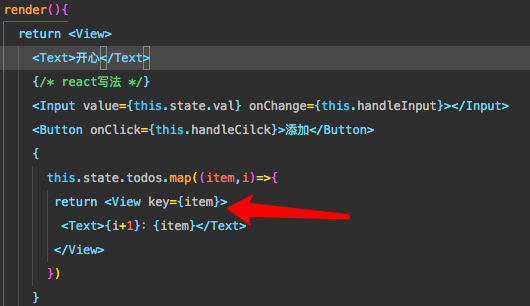 render(){
return <View>
<Text>开心</Text>
{/* react写法 */}
<Input value={this.state.val} onChange={this.handleInput}></Input>
<Button onClick={this.handleCilck}>添加</Button>
{
this.state.todos.map((item,i)=>{
return <View key={item}>
<Text>{i+1}: {item}</Text>
</View>
})
}